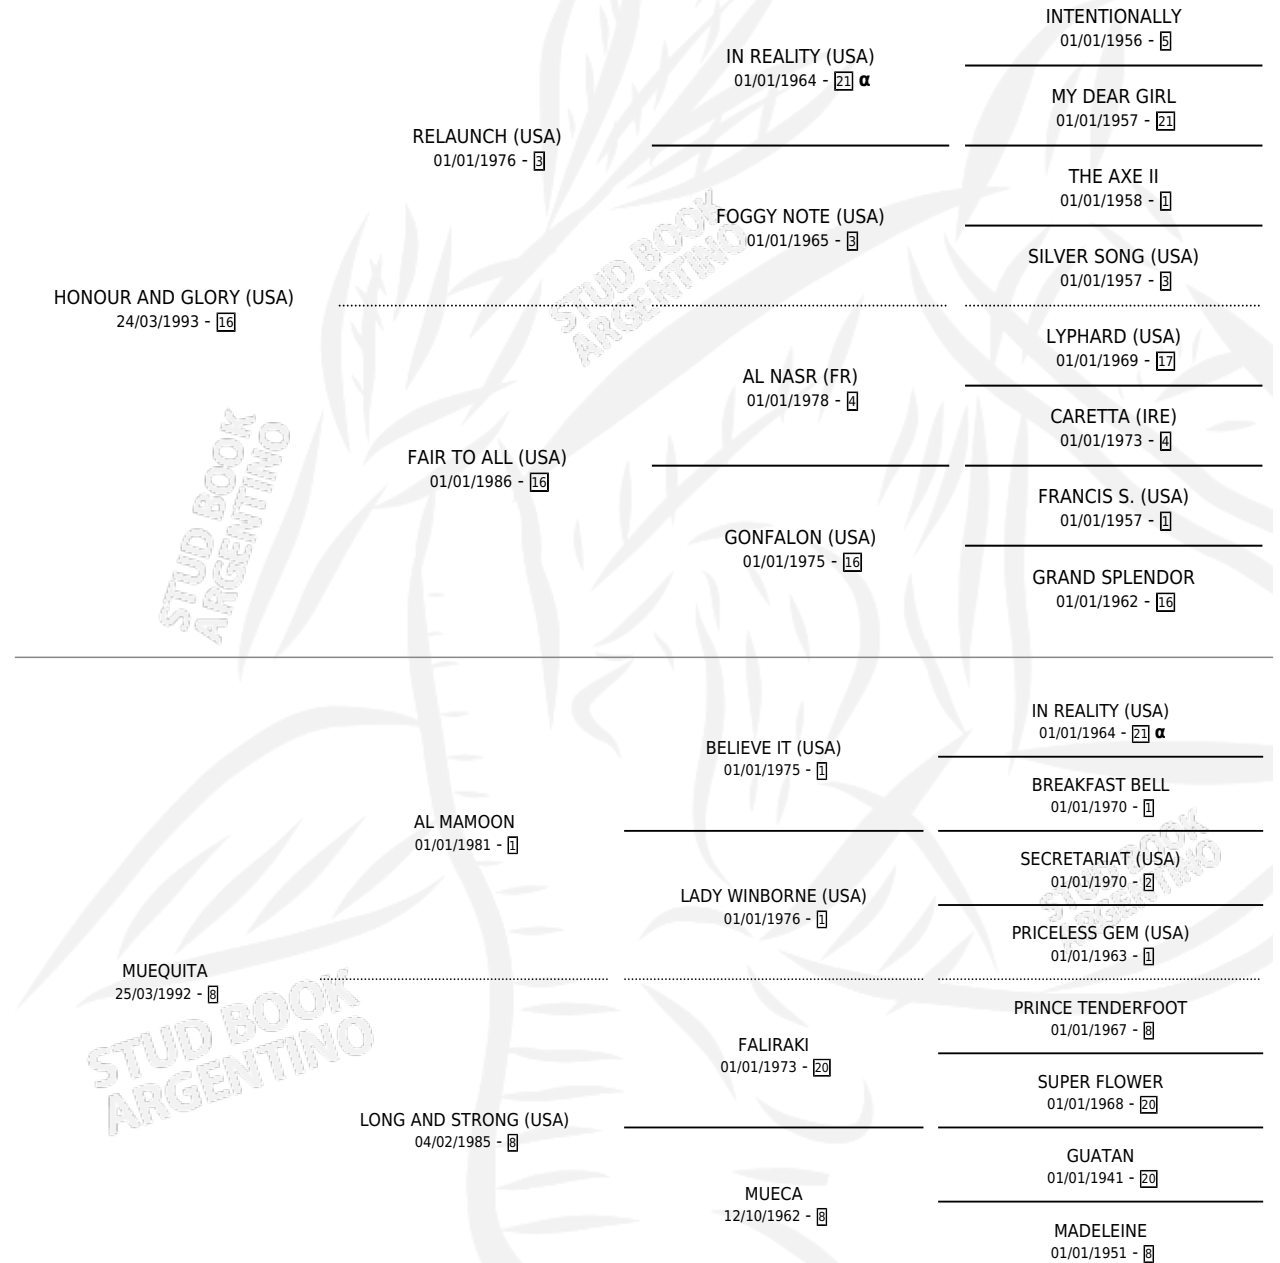 INTENTIONALLY
01/01/1956 - 5
IN REALITY (USA)
01/01/1964 - 21 α
MY DEAR GIRL
01/01/1957 - 21
RELAUNCH (USA)
01/01/1976 - 3
THE AXE II
01/01/1958 - 1
FOGGY NOTE (USA)
01/01/1965 - 3
SILVER SONG (USA)
01/01/1957 - 3
HONOUR AND GLORY (USA)
24/03/1993 - 16
LYPHARD (USA)
01/01/1969 - 17
AL NASR (FR)
01/01/1978 - 4
CARETTA (IRE)
01/01/1973 - 4
FAIR TO ALL (USA)
01/01/1986 - 16
FRANCIS S. (USA)
01/01/1957 - 1
GONFALON (USA)
01/01/1975 - 16
GRAND SPLENDOR
01/01/1962 - 16
IN REALITY (USA)
01/01/1964 - 21 α
BELIEVE IT (USA)
01/01/1975 - 1
BREAKFAST BELL
01/01/1970 - 1
AL MAMOON
01/01/1981 - 1
SECRETARIAT (USA)
01/01/1970 - 2
LADY WINBORNE (USA)
01/01/1976 - 1
PRICELESS GEM (USA)
01/01/1963 - 1
MUEQUITA
25/03/1992 - 8
PRINCE TENDERFOOT
01/01/1967 - 8
FALIRAKI
01/01/1973 - 20
SUPER FLOWER
01/01/1968 - 20
LONG AND STRONG (USA)
04/02/1985 - 8
GUATAN
01/01/1941 - 20
MUECA
12/10/1962 - 8
MADELEINE
01/01/1951 - 8
STUD BOOK
ARGENTINO
STUD BOOK
ARGENTINO
STUD BOOK
ARGENTINO
STUD BOOK
ARGENTINO